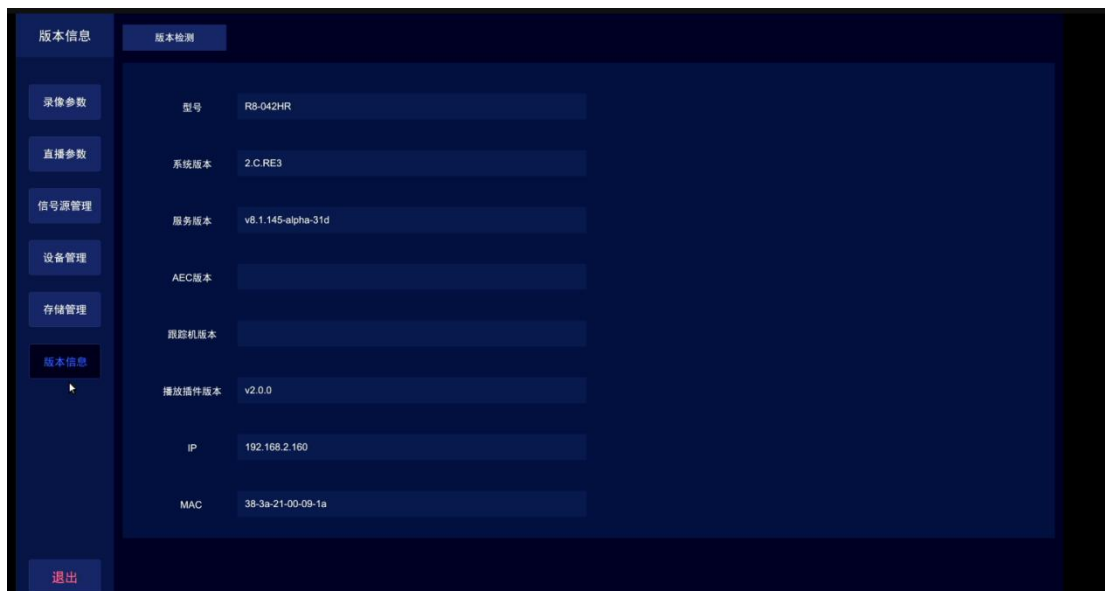 版本信息
版本检测
录像参数
直播参数
信号源管理
设备管理
存储管理
版本信息
退出
型号 R8-042HR
系统版本 2.C.RE3
服务版本 v8.1.145-alpha-31d
AEC版本
跟踪机版本
播放插件版本 v2.0.0
IP 192.168.2.160
MAC 38-3a-21-00-09-1a